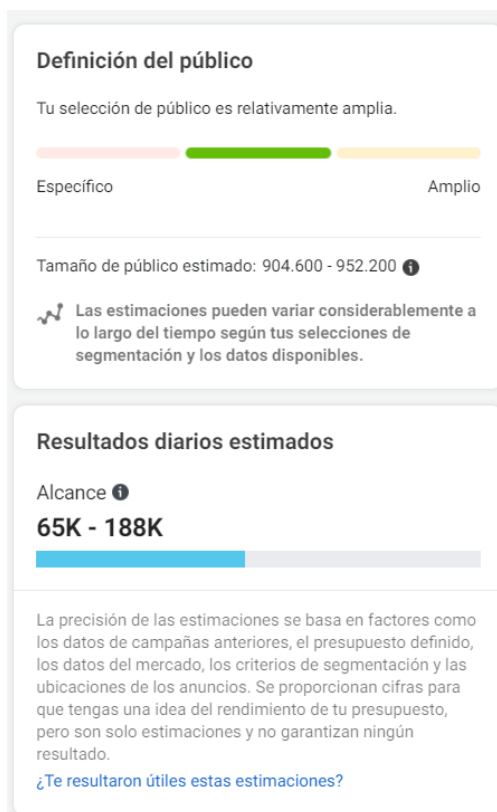 Definición del público
Tu selección de público es relativamente amplia.
Específico
Amplio
Tamaño de público estimado: 904.600 - 952.200
Las estimaciones pueden variar considerablemente a
lo largo del tiempo según tus selecciones de
segmentación y los datos disponibles.
Resultados diarios estimados
Alcance
65K - 188K
La precisión de las estimaciones se basa en factores como
los datos de campañas anteriores, el presupuesto definido,
los datos del mercado, los criterios de segmentación y las
ubicaciones de los anuncios. Se proporcionan cifras para
que tengas una idea del rendimiento de tu presupuesto,
pero son solo estimaciones y no garantizan ningún
resultado.
¿Te resultaron útiles estas estimaciones?